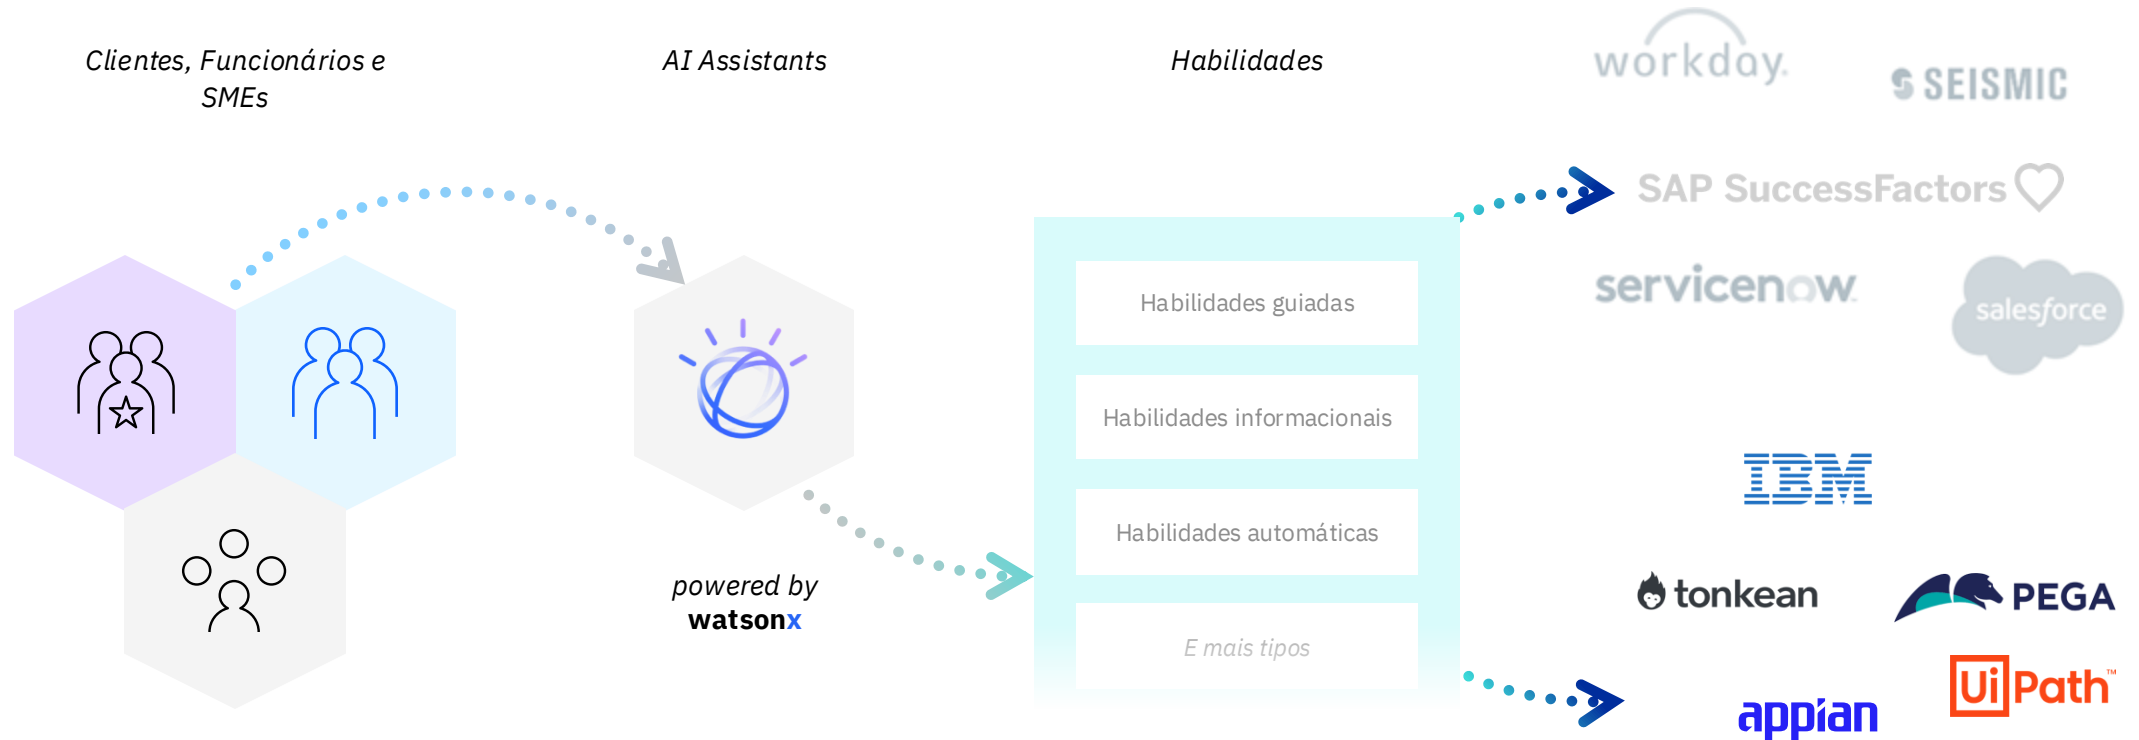 Clientes, Funcionários e
SMEs
AI Assistants
powered by
watsonx
Habilidades
Habilidades guiadas
Habilidades informacionais
Habilidades automáticas
E mais tipos
workday.
SEISMIC
SAP SuccessFactors
servicenow
salesforce
IBM
tonkean
PEGA
UiPath™
appian